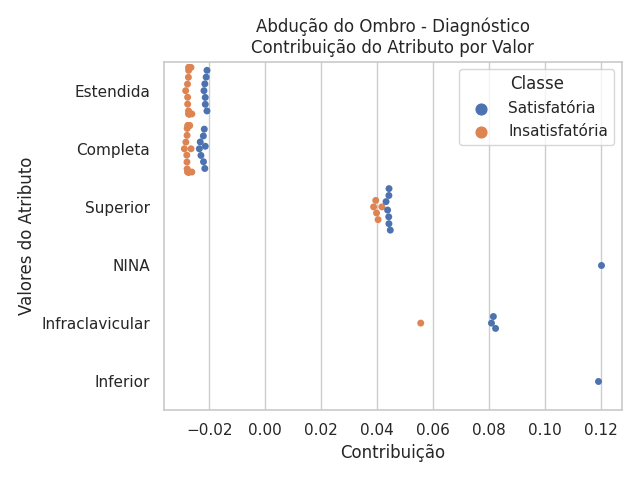 Abdução do Ombro - Diagnóstico
Contribuição do Atributo por Valor
Classe
Satisfatória
Insatisfatória
Valores do Atributo
Estendida
Completa
Superior
NINA
Infraclavicular
Inferior
−0.02 0.00 0.02 0.04 0.06 0.08 0.10 0.12
Contribuição